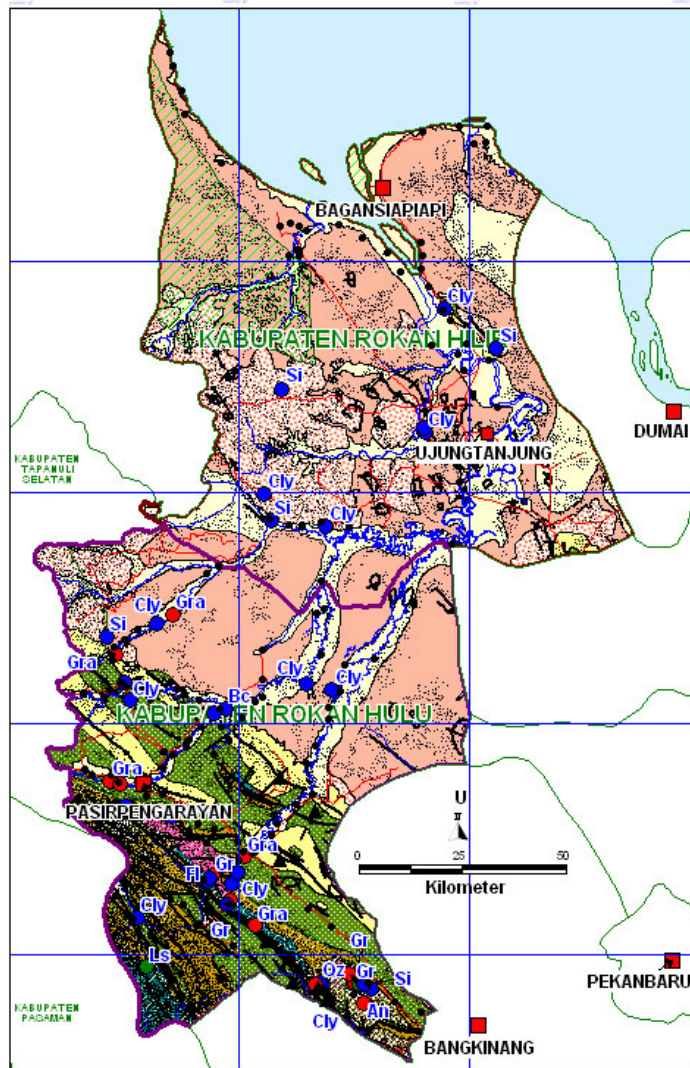 BAGANSIAPIAPI
Cly
KABUPATEN ROKAN HILIR
Si
Si
Cly
DUMAI
UJUNGTANJUNG
KABUPATEN
TAPANULI
SELATAN
Cly
Si
Cly
Cly
Gra
Si
Gra
Cly
Cly
Cly
Bc
KABUPATEN ROKAN HULU
Gra
U
PASIRPENGARAYAN
Gra
0
25
50
Kilometer
Fl
Gr
Cly
Cly
Gra
Gr
Gr
Ls
Oz
Gr
Si
PEKANBARU
An
Cly
KABUPATEN
PASAMAN
BANGKINANG